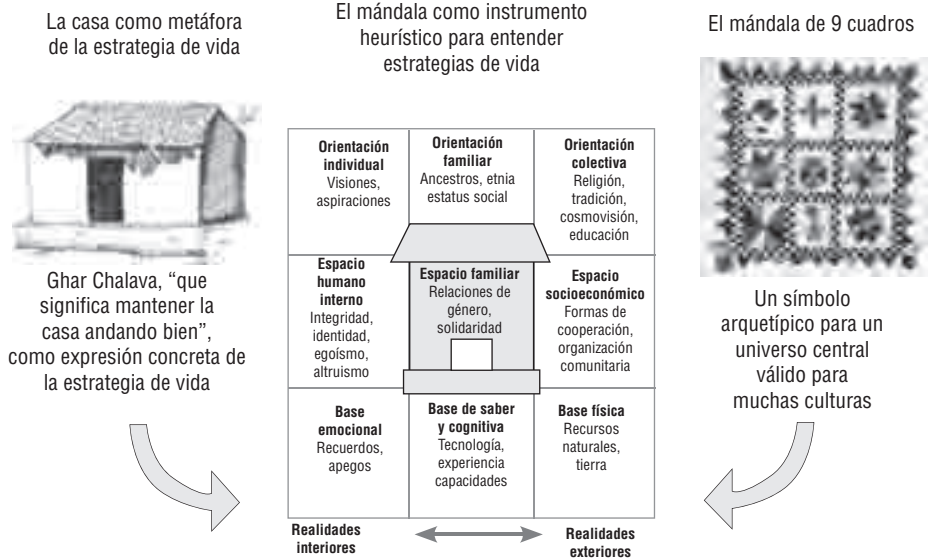 La casa como metáfora
de la estrategia de vida
El mándala como instrumento
heurístico para entender
estrategias de vida
El mándala de 9 cuadros
Orientación
individual
Visiones,
aspiraciones
Orientación
familiar
Ancestros, etnia
estatus social
Orientación
colectiva
Religión,
tradición,
cosmovisión,
educación
Espacio
humano
interno
Integridad,
identidad,
egoísmo,
altruismo
Espacio familiar
Relaciones de
género,
solidaridad
Espacio
socioeconómico
Formas de
cooperación,
organización
comunitaria
Base
emocional
Recuerdos,
apegos
Base de saber
y cognitiva
Tecnología,
experiencia
capacidades
Base física
Recursos
naturales,
tierra
Realidades
interiores
Realidades
exteriores
Ghar Chalava, “que
significa mantener la
casa andando bien”,
como expresión concreta de
la estrategia de vida
Un símbolo
arquetípico para un
universo central
válido para
muchas culturas